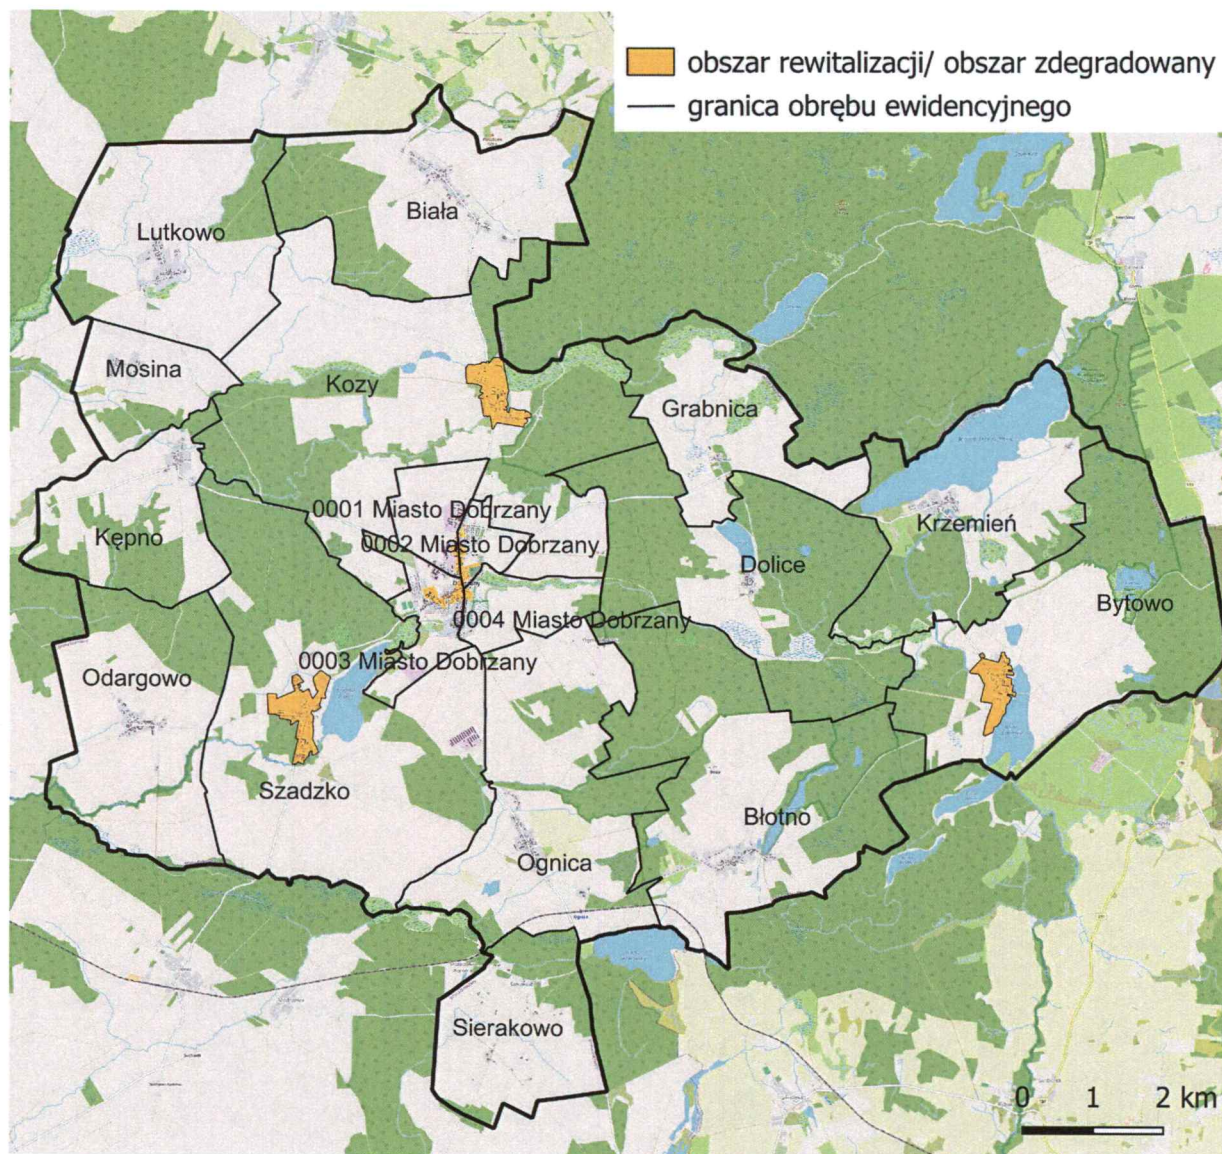 obszar rewitalizacji/ obszar zdegradowany
granica obrębu ewidencyjnego
Biała
Lutkowo
Mosina
Kozy
Grabnica
0001 Miasto Dobrzany
Krzemień
Kępno
0002 Miasto Dobrzany
Dolice
Bytowo
0004 Miasto Dobrzany
0003 Miasto Dobrzany
Odargowo
Szadzko
Błotno
Ognica
Sierakowo
0 1 2 km